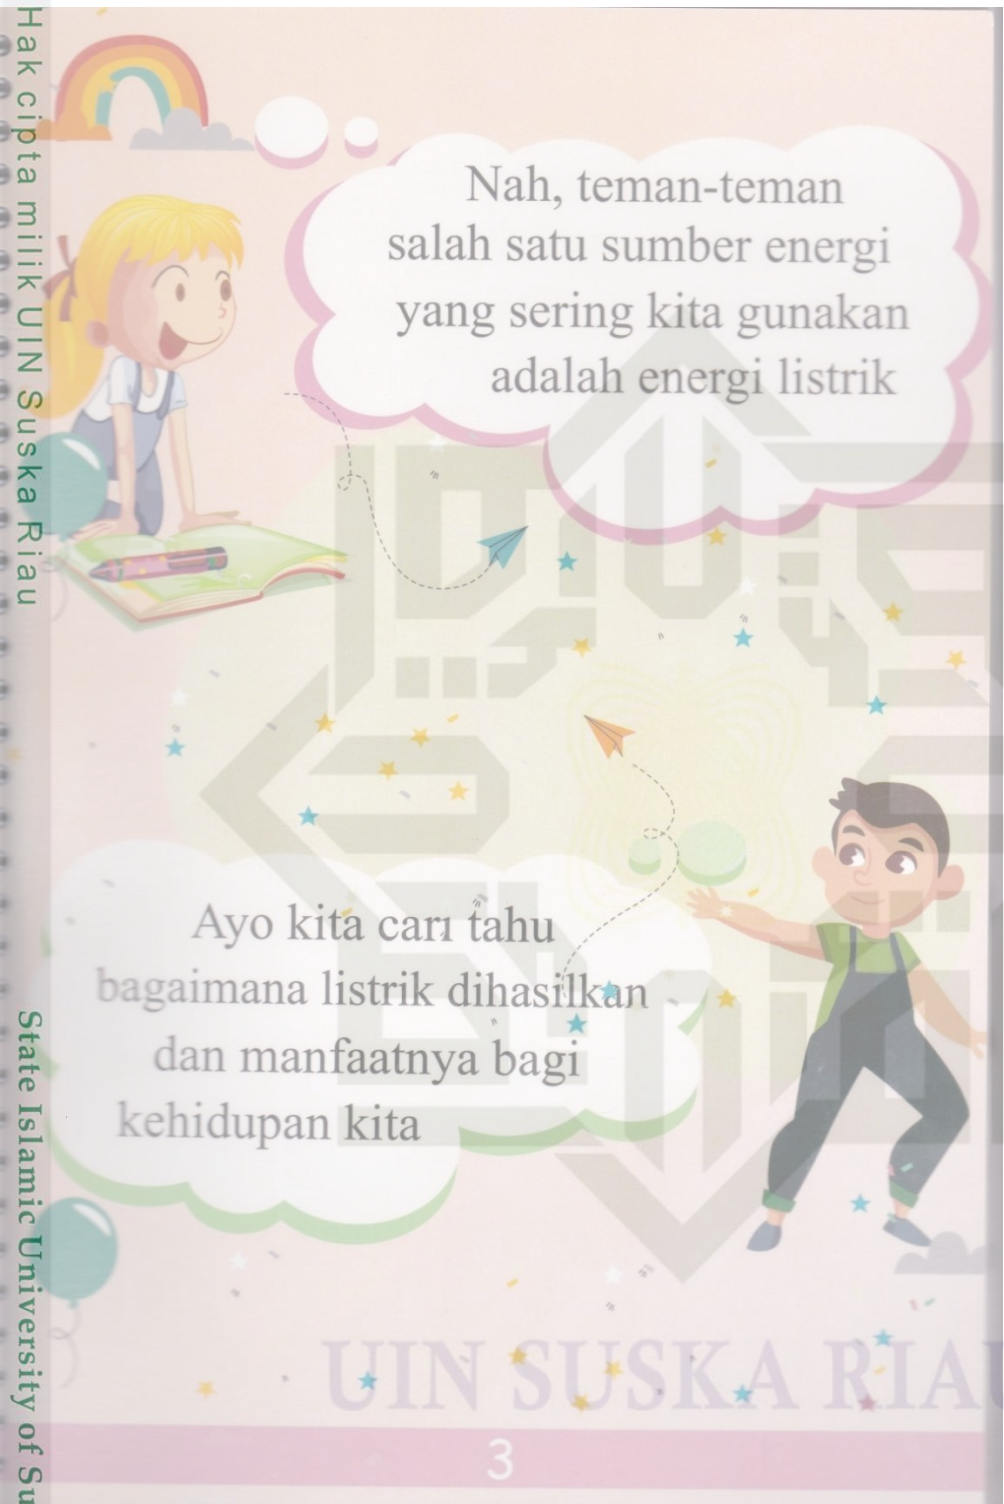 Hak cipta milik UIN Suska Riau
Nah, teman-teman
salah satu sumber energi
yang sering kita gunakan
adalah energi listrik
Ayo kita cari tahu
bagaimana listrik dihasilkan
dan manfaatnya bagi
kehidupan kita
State Islamic University of Su
UIN SUSKA RIAU
3